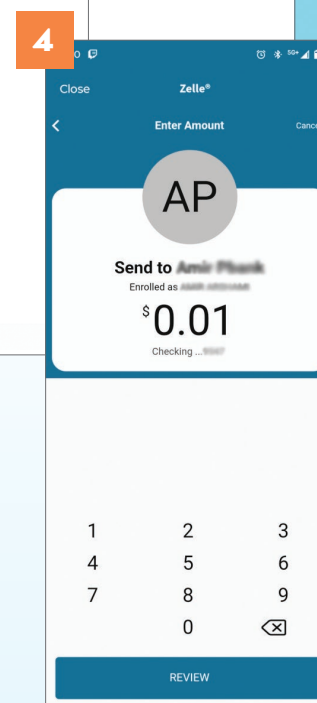 4
Close Zelle®
Enter Amount
AP
Send to
Enrolled as
$0.01
Checking ...
1 2 3
4 5 6
7 8 9
0
REVIEW